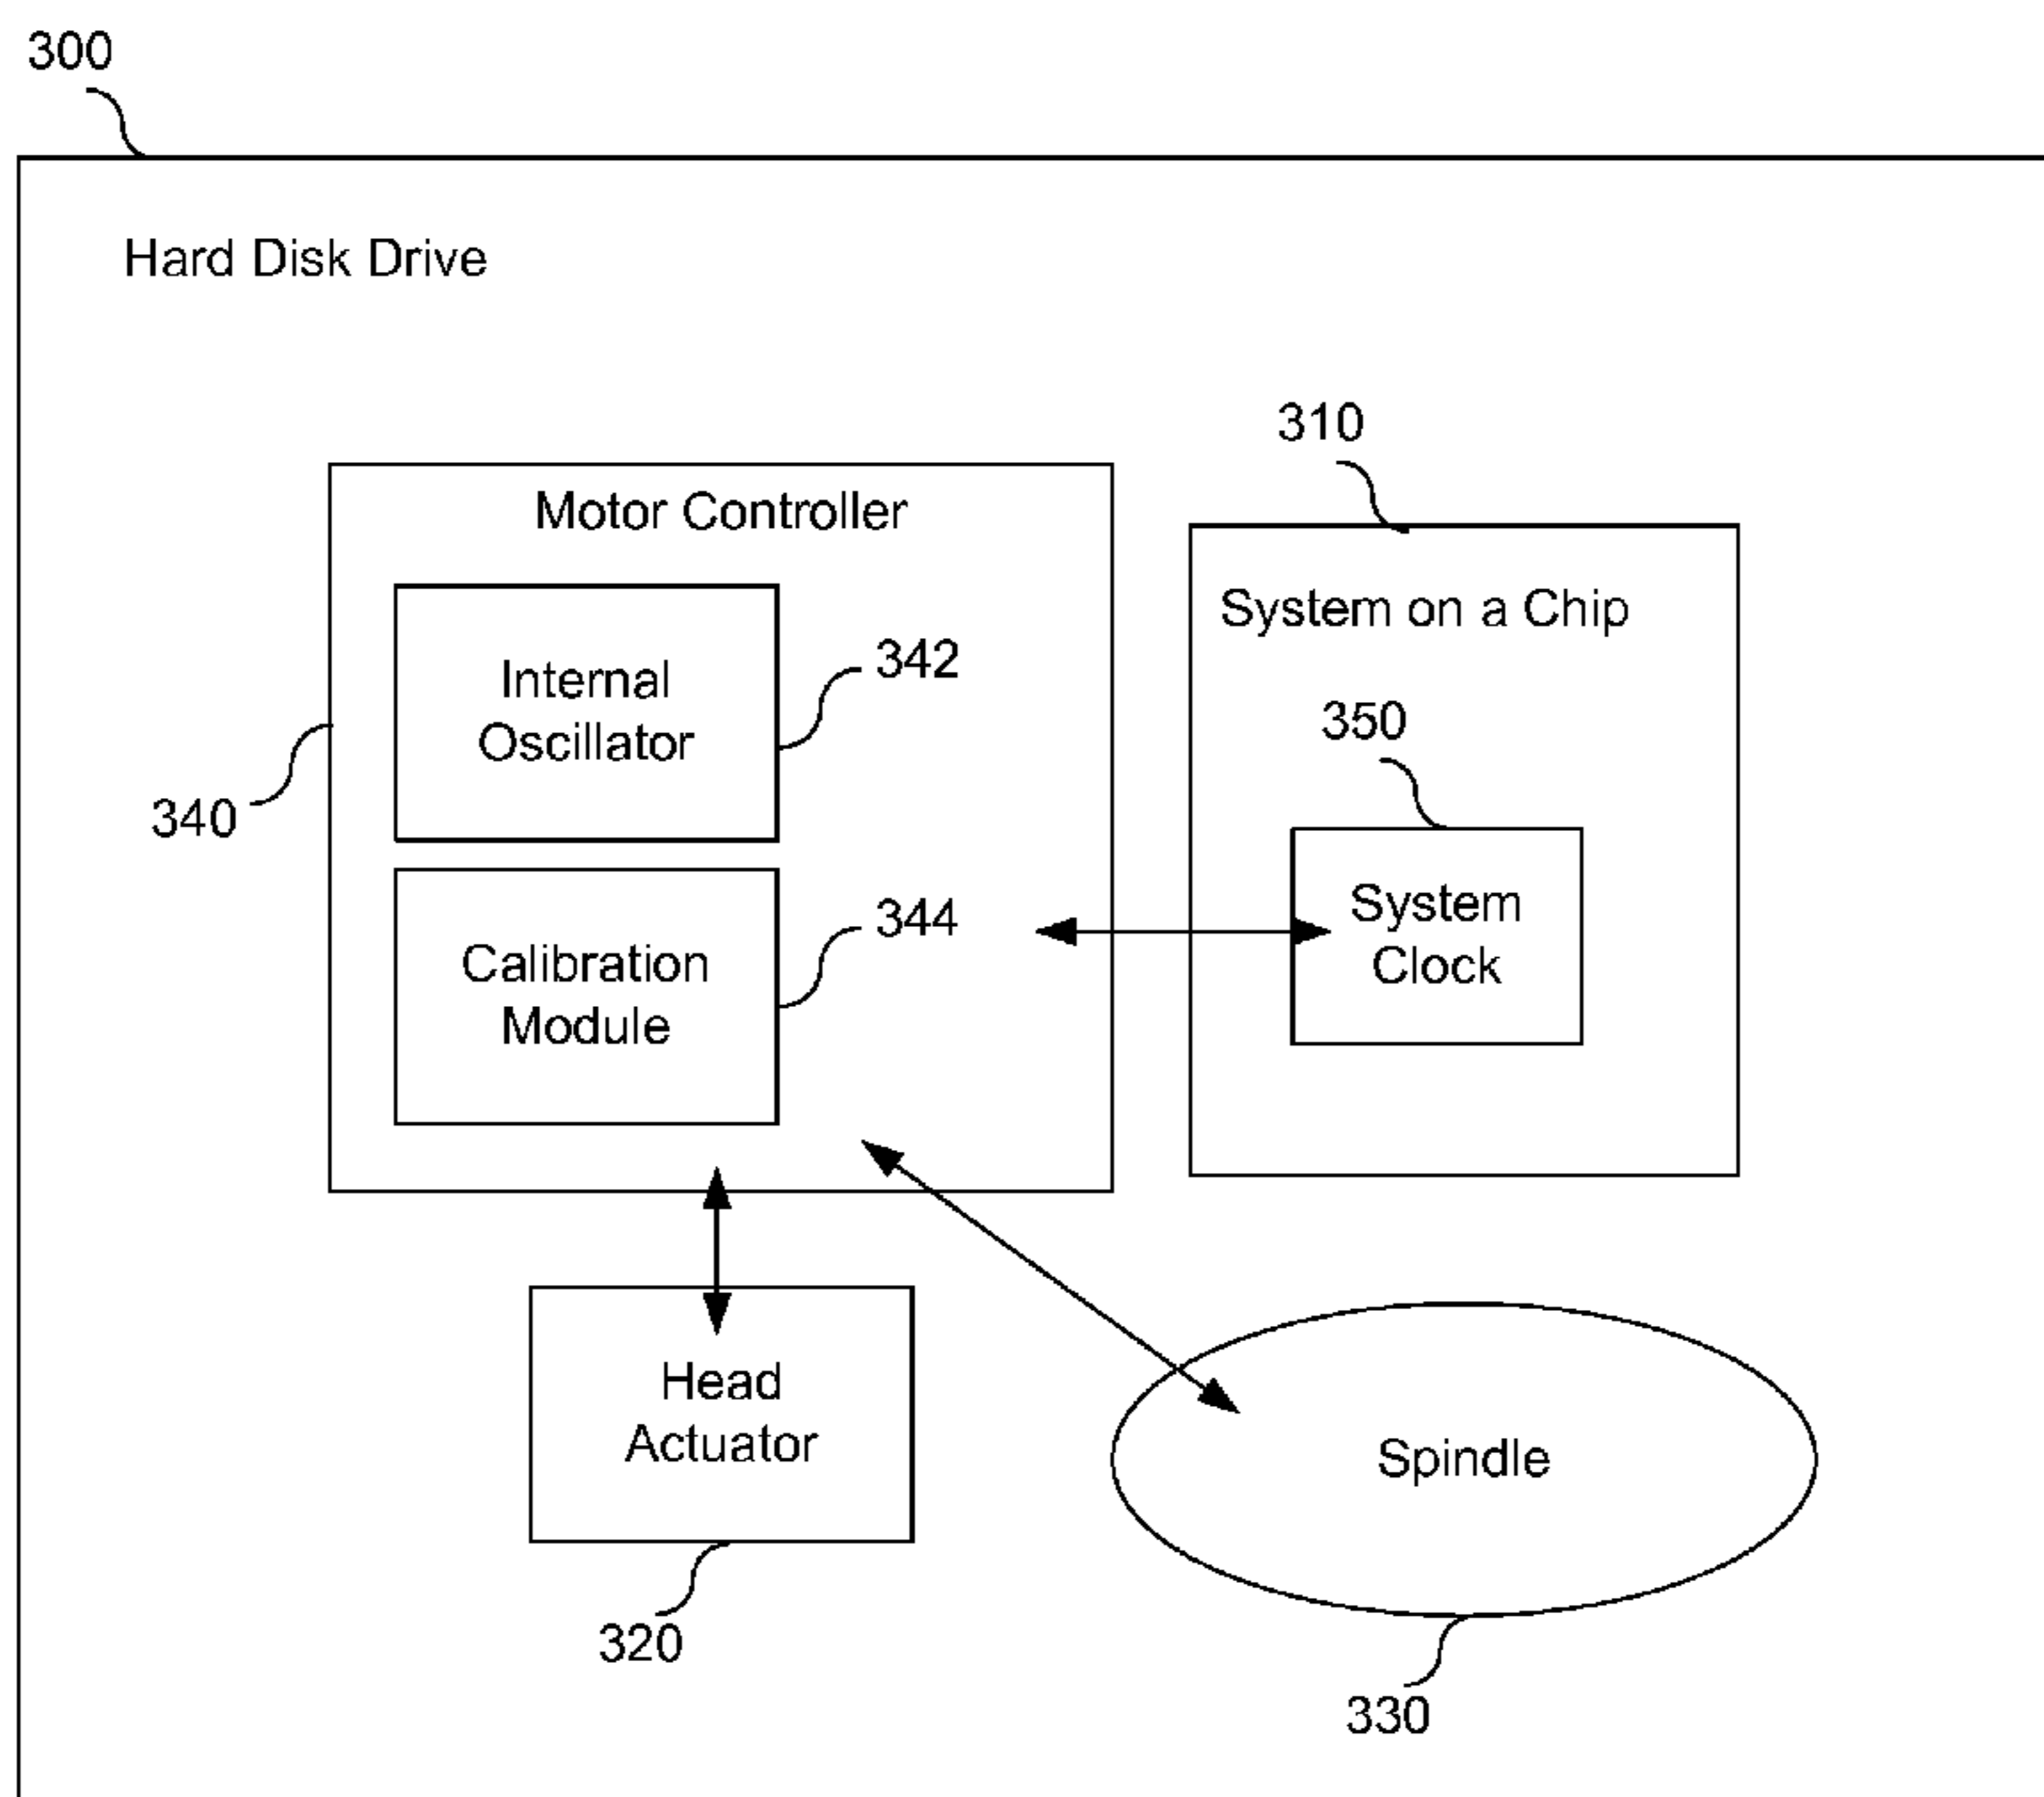 300
Hard Disk Drive
310
Motor Controller
System on a Chip
Internal
Oscillator
342
350
340
Calibration
Module
344
System
Clock
Head
Actuator
Spindle
320
330